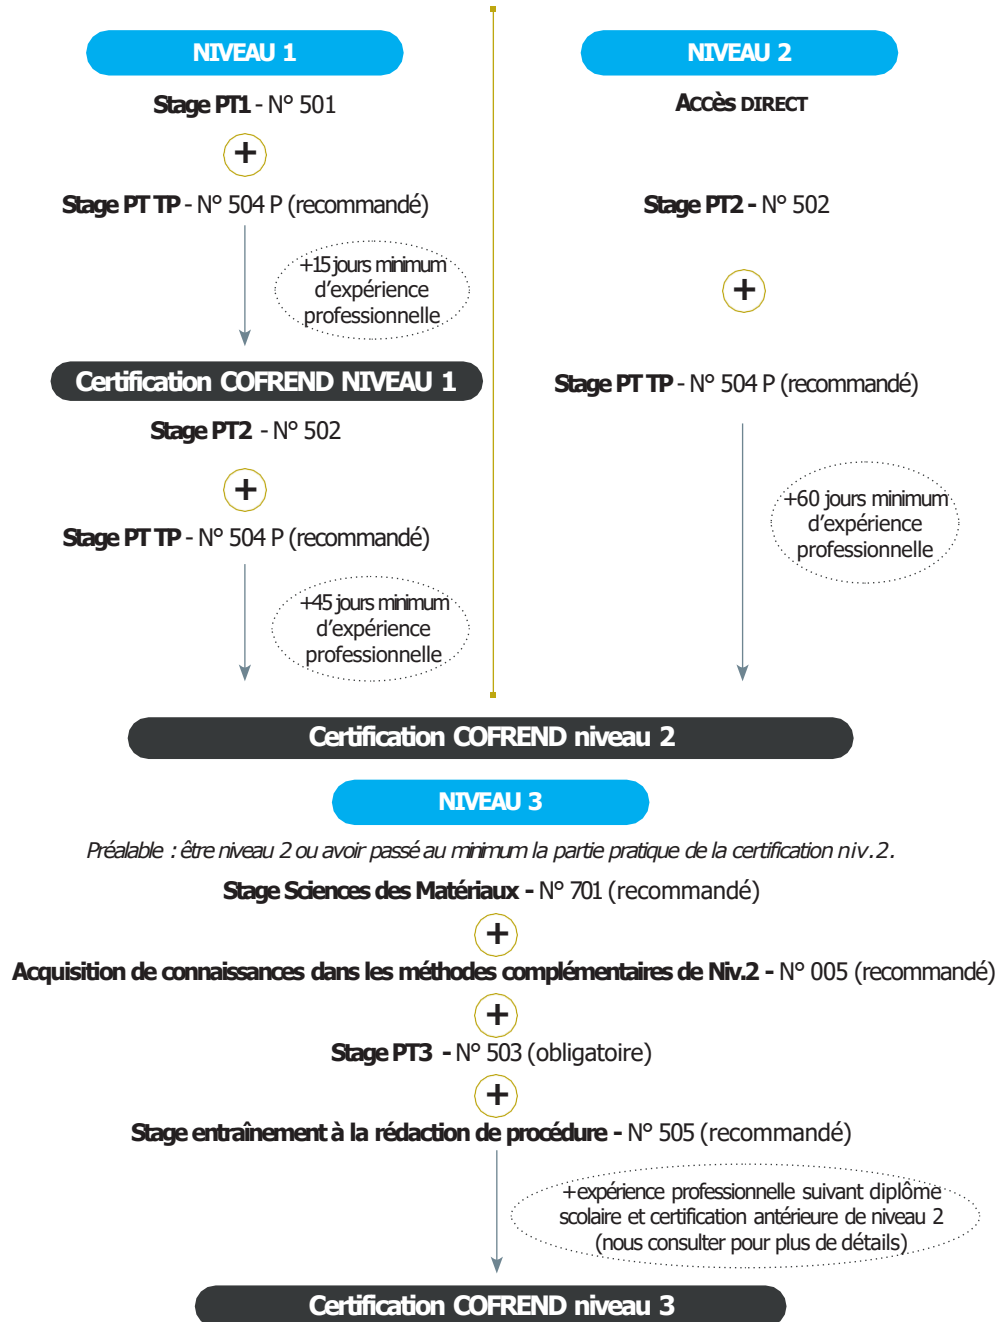 NIVEAU 1
Stage PT1 - N° 501
+
Stage PT TP - N° 504 P (recommandé)
+15 jours minimum
d'expérience
professionnelle
Certification COFREND NIVEAU 1
Stage PT2 - N° 502
+
Stage PT TP - N° 504 P (recommandé)
+45 jours minimum
d'expérience
professionnelle
NIVEAU 2
Accès DIRECT
Stage PT2 - N° 502
+
Stage PT TP - N° 504 P (recommandé)
+60 jours minimum
d'expérience
professionnelle
Certification COFREND niveau 2
NIVEAU 3
Préalable : être niveau 2 ou avoir passé au minimum la partie pratique de la certification niv.2.
Stage Sciences des Matériaux - N° 701 (recommandé)
+
Acquisition de connaissances dans les méthodes complémentaires de Niv.2 - N° 005 (recommandé)
+
Stage PT3 - N° 503 (obligatoire)
+
Stage entraînement à la rédaction de procédure - N° 505 (recommandé)
+expérience professionnelle suivant diplôme
scolaire et certification antérieure de niveau 2
(nous consulter pour plus de détails)
Certification COFREND niveau 3